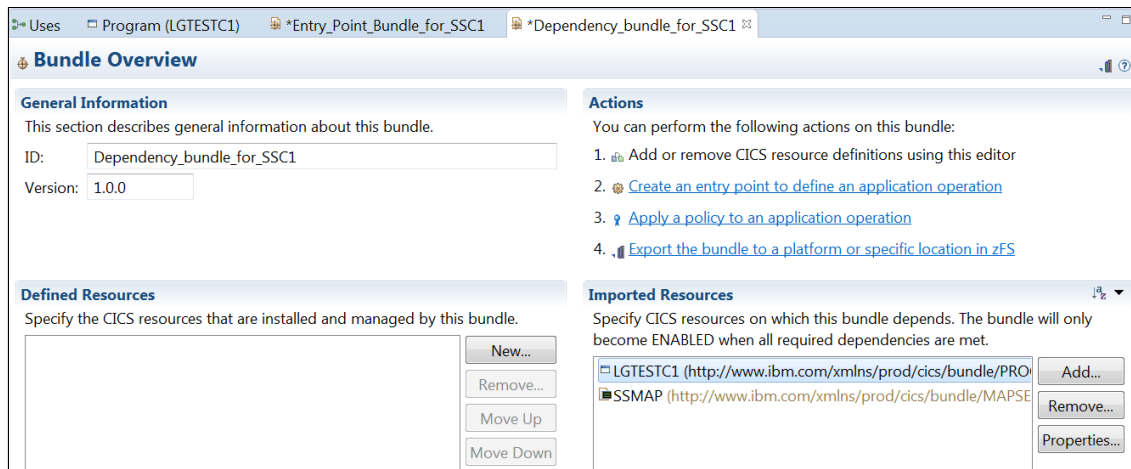 Uses
Program (LGTESTC1)
*Entry_Point_Bundle_for_SSC1
*Dependency_bundle_for_SSC1
Bundle Overview
General Information
This section describes general information about this bundle.
ID: Dependency_bundle_for_SSC1
Version: 1.0.0
Actions
You can perform the following actions on this bundle:
1. Add or remove CICS resource definitions using this editor
2. Create an entry point to define an application operation
3. Apply a policy to an application operation
4. Export the bundle to a platform or specific location in zFS
Defined Resources
Specify the CICS resources that are installed and managed by this bundle.
New...
Remove...
Move Up
Move Down
Imported Resources
Specify CICS resources on which this bundle depends. The bundle will only
become ENABLED when all required dependencies are met.
LGTESTC1 (http://www.ibm.com/xmlns/prod/cics/bundle/PRO
SSMAP (http://www.ibm.com/xmlns/prod/cics/bundle/MAPSE
Add...
Remove...
Properties...